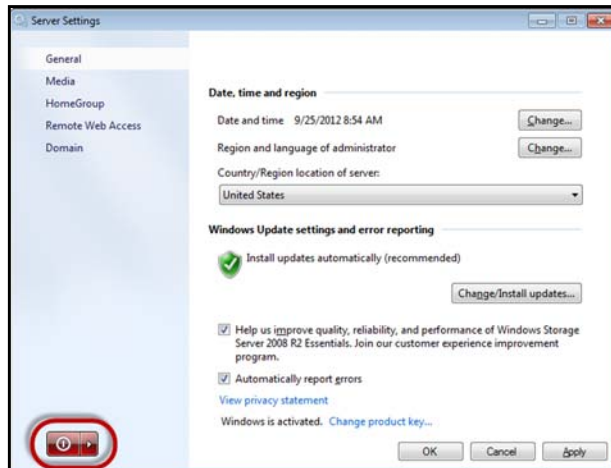 Server Settings
General
Media
HomeGroup
Remote Web Access
Domain
Date, time and region
Date and time 9/25/2012 8:54 AM
Change...
Region and language of administrator
Change...
Country/Region location of server:
United States
Windows Update settings and error reporting
Install updates automatically (recommended)
Change/Install updates...
Help us improve quality, reliability, and performance of Windows Storage
Server 2008 R2 Essentials. Join our customer experience improvement
program.
Automatically report errors
View privacy statement
Windows is activated. Change product key...
OK Cancel Apply